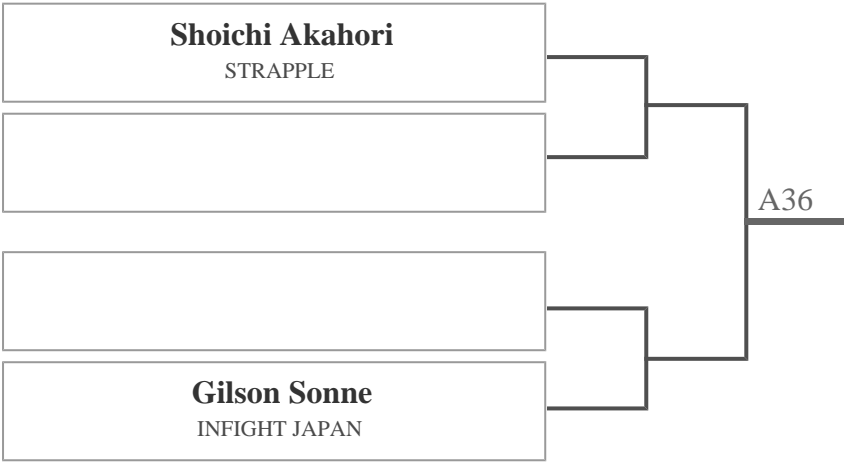 Shoichi Akahori
STRAPPLE
A36
Gilson Sonne
INFIGHT JAPAN